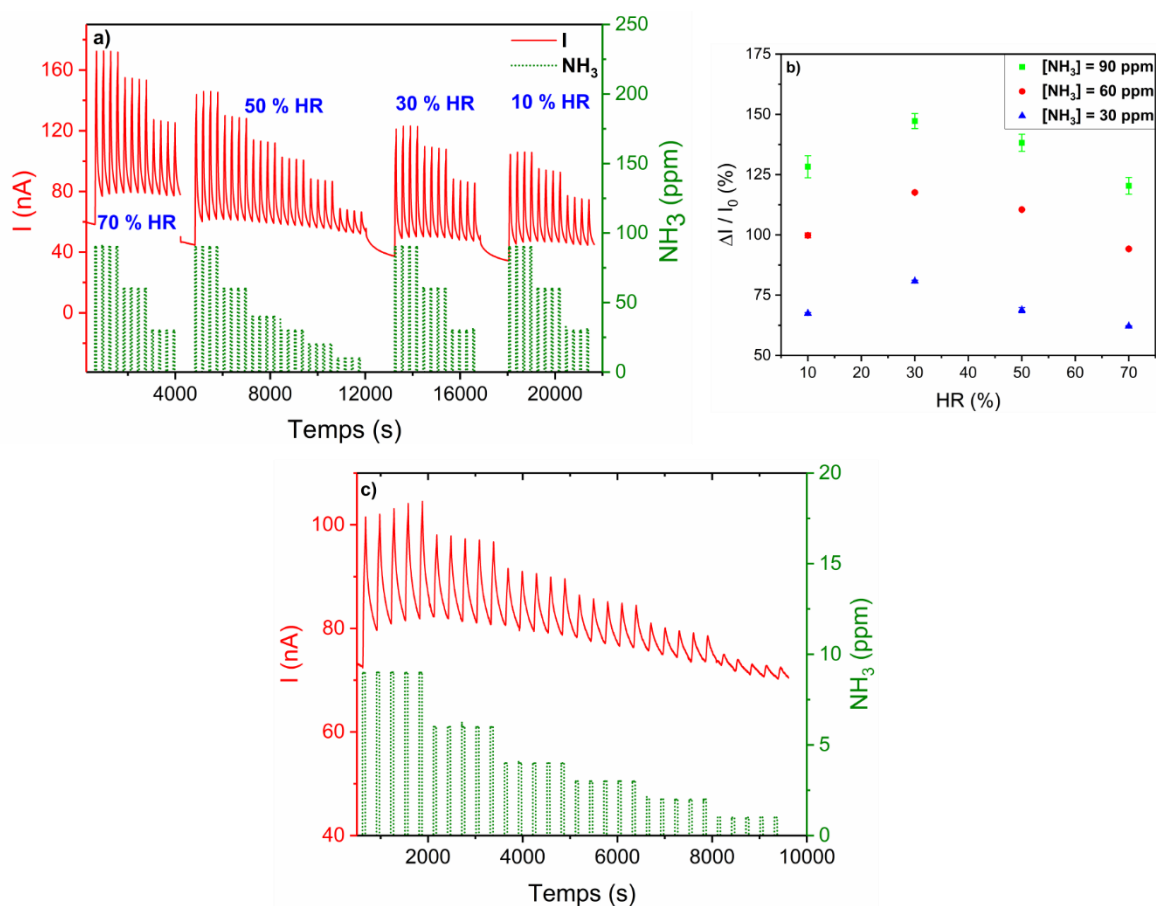 a)
I
NH₃
50 % HR
30 % HR
10 % HR
70 % HR
160
120
80
40
0
I (nA)
250
200
150
100
50
0
NH₃ (ppm)
4000 8000 12000 16000 20000
Temps (s)
b)
[NH₃] = 90 ppm
[NH₃] = 60 ppm
[NH₃] = 30 ppm
175
150
125
100
75
50
ΔI / I₀ (%)
10 20 30 40 50 60 70
HR (%)
c)
100
80
60
40
I (nA)
20
15
10
5
0
NH₃ (ppm)
2000 4000 6000 8000 10000
Temps (s)